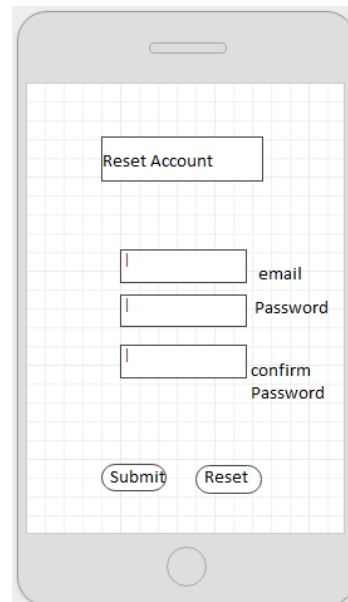 Reset Account
email
Password
confirm
Password
Submit
Reset